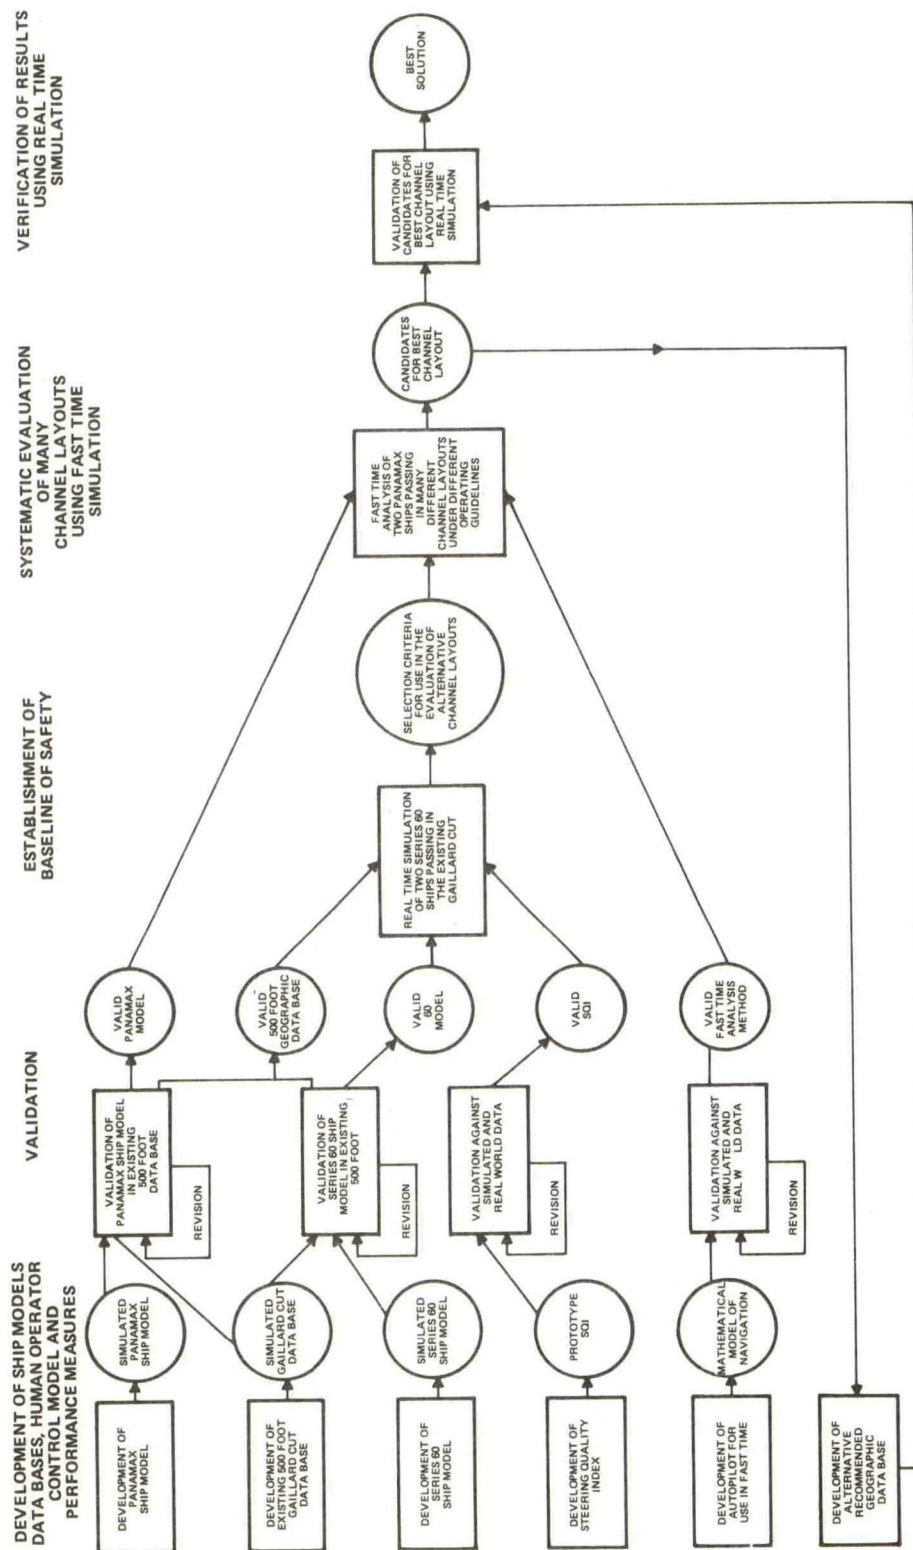 DEVELOPMENT OF SHIP MODELS
DATA BASES, HUMAN OPERATOR
CONTROL MODEL AND
PERFORMANCE MEASURES
VALIDATION
ESTABLISHMENT OF
BASELINE OF SAFETY
SYSTEMATIC EVALUATION
OF MANY
CHANNEL LAYOUTS
USING FAST TIME
SIMULATION
VERIFICATION OF RESULTS
USING REAL TIME
SIMULATION
DEVELOPMENT OF
PANAMAX
SHIP MODEL
SIMULATED
PANAMAX
SHIP MODEL
VALIDATION OF
PANAMAX SHIP MODEL
IN EXISTING
500 FOOT
DATA BASE
REVISION
VALID
PANAMAX
MODEL
DEVELOPMENT OF
EXISTING 500 FOOT
GAILLARD CUT
DATA BASE
SIMULATED
GAILLARD CUT
DATA BASE
VALID
500 FOOT
GEOGRAPHIC
DATA BASE
DEVELOPMENT OF
SERIES 60
SHIP MODEL
SIMULATED
SERIES 60
SHIP MODEL
VALIDATION OF
SERIES 60 SHIP
MODEL IN EXISTING
500 FOOT
REVISION
VALID
60
MODEL
DEVELOPMENT OF
STEERING QUALITY
INDEX
PROTOTYPE
SQI
VALIDATION AGAINST
SIMULATED AND
REAL WORLD DATA
REVISION
VALID
SQI
DEVELOPMENT OF
AUTOPILOT FOR
USE IN FAST TIME
MATHEMATICAL
MODEL OF
NAVIGATION
VALIDATION AGAINST
SIMULATED AND
REAL W LD DATA
REVISION
VALID
FAST TIME
ANALYSIS
METHOD
DEVELOPMENT OF
ALTERNATIVE
RECOMMENDED
GEOGRAPHIC
DATA BASE
REAL TIME SIMULATION
OF TWO SERIES 60
SHIPS PASSING IN
THE EXISTING
GAILLARD CUT
SELECTION CRITERIA
FOR USE IN THE
EVALUATION OF
ALTERNATIVE
CHANNEL LAYOUTS
FAST TIME
ANALYSIS OF
TWO PANAMAX
SHIPS PASSING
IN MANY
DIFFERENT
CHANNEL LAYOUTS
UNDER DIFFERENT
OPERATING
GUIDELINES
CANDIDATES
FOR BEST
CHANNEL
LAYOUT
VALIDATION OF
CANDIDATES FOR
BEST CHANNEL
LAYOUT USING
REAL TIME
SIMULATION
BEST
SOLUTION